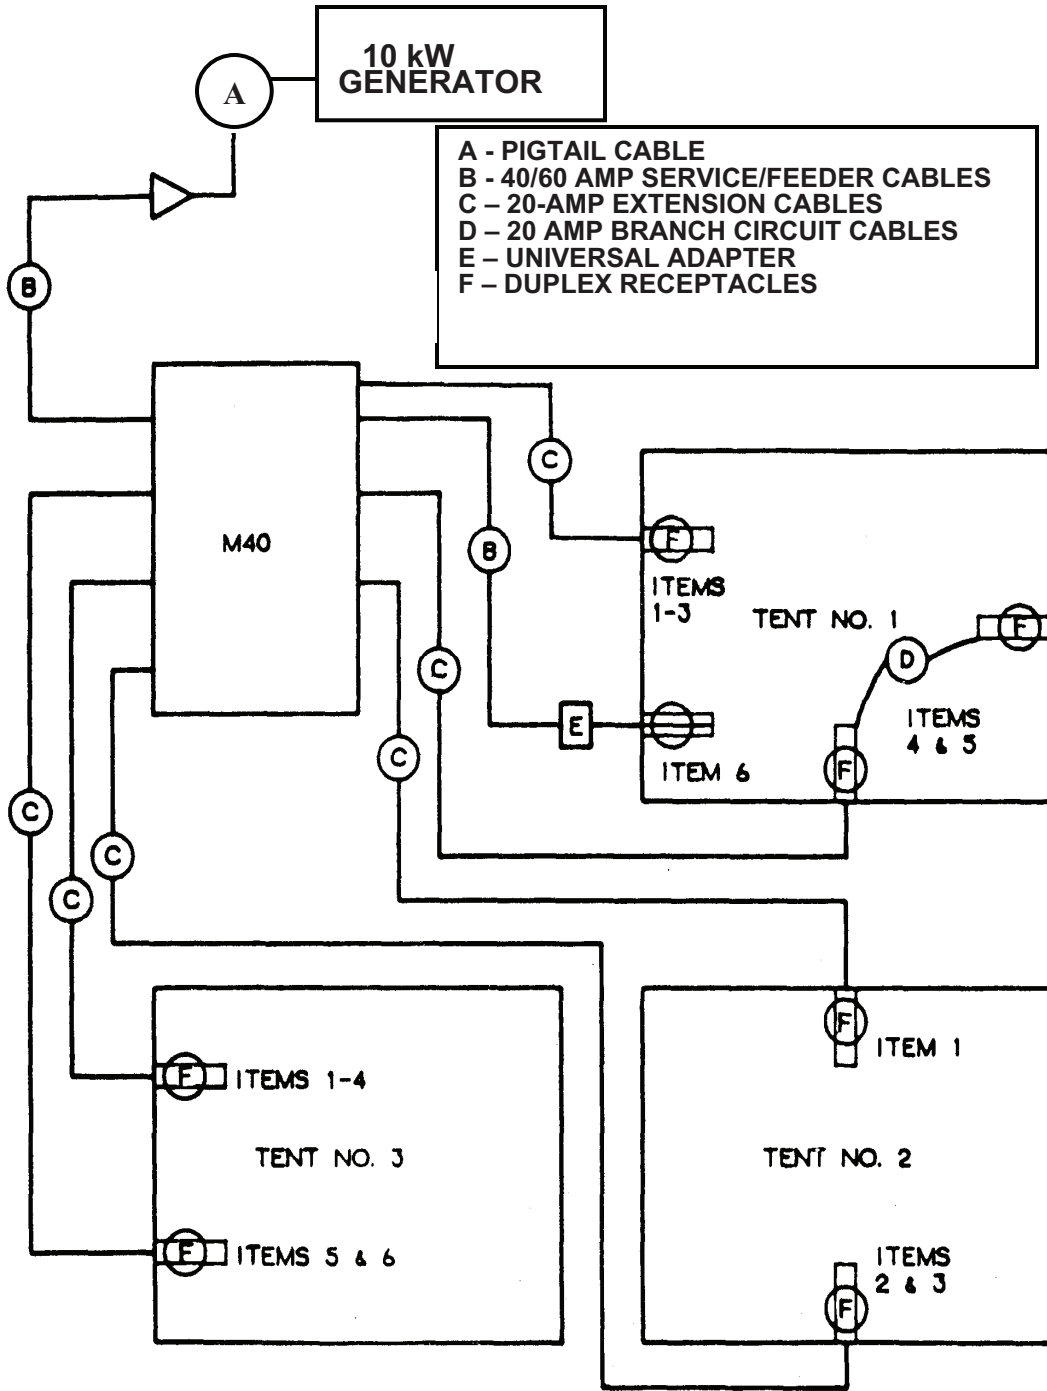 10 kW
GENERATOR
A
A - PIGTAIL CABLE
B - 40/60 AMP SERVICE/FEEDER CABLES
C – 20-AMP EXTENSION CABLES
D – 20 AMP BRANCH CIRCUIT CABLES
E – UNIVERSAL ADAPTER
F – DUPLEX RECEPTACLES
B
M40
C
B
C
C
F
ITEMS
1-3
TENT NO. 1
F
D
ITEMS
4 & 5
E
ITEM 6
F
C
C
C
F
ITEMS 1-4
TENT NO. 3
F
ITEMS 5 & 6
F
ITEM 1
TENT NO. 2
ITEMS
2 & 3
F